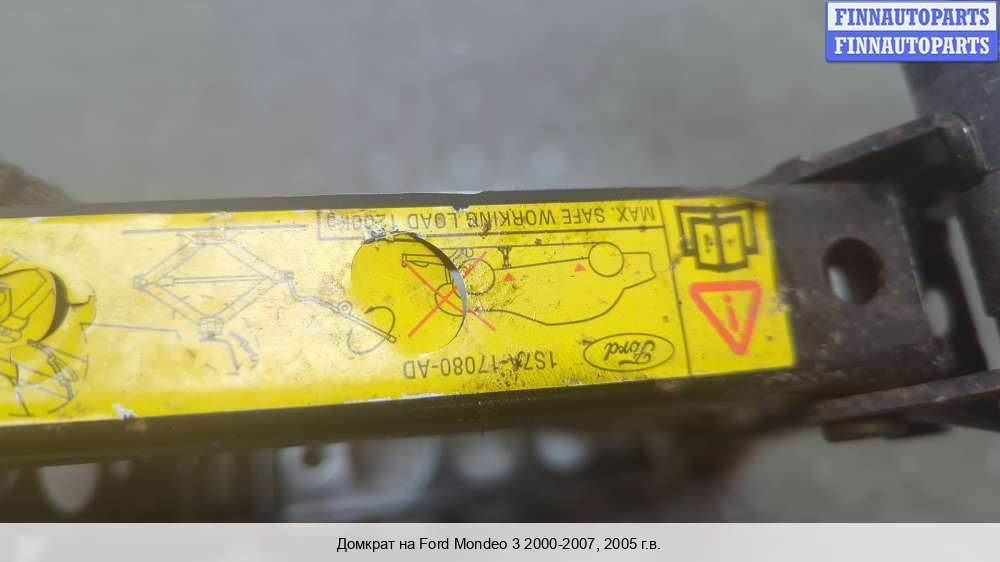 FINNAUTOPARTS
FINNAUTOPARTS
MAX. SAFE WORKING LOAD 1200Kg
Ford
1S7A-17080-AD
Домкрат на Ford Mondeo 3 2000-2007, 2005 г.в.